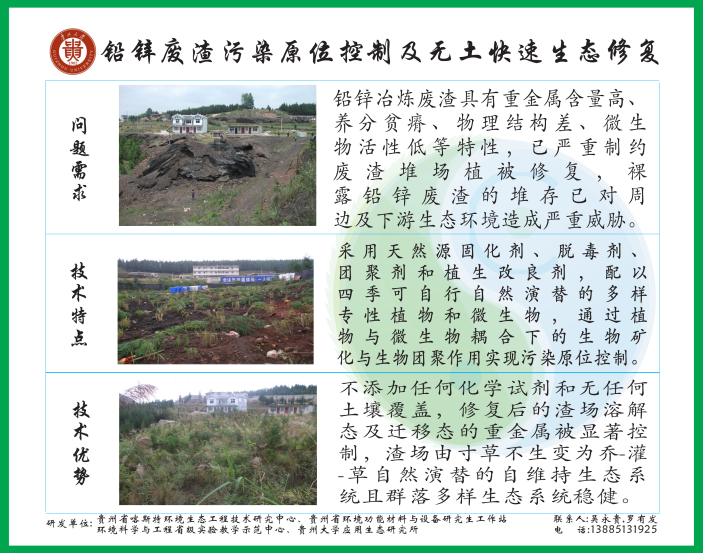 铅锌废渣污染原位控制及无土快速生态修复
问题需求
铅锌冶炼废渣具有重金属含量高、
养分贫瘠、物理结构差、微生
物活性低等特性，已严重制约
废渣堆场植被修复，裸
露铅锌废渣的堆存已对周
边及下游生态环境造成严重威胁。
技术特点
采用天然源固化剂、脱毒剂、
团聚剂和植生改良剂，配以
四季可自行自然演替的多样
专性植物和微生物，通过植
物与微生物耦合下的生物矿
化与生物团聚作用实现污染原位控制。
技术优势
不添加任何化学试剂和无任何
土壤覆盖，修复后的渣场溶解
态及迁移态的重金属被显著控
制，渣场由寸草不生变为乔-灌
-草自然演替的自维持生态系
统且群落多样生态系统稳健。
研发单位：贵州省喀斯特环境生态工程技术研究中心、贵州省环境功能材料与设备研究生工作站
环境科学与工程省级实验教学示范中心、贵州大学应用生态研究所
联系人:吴永贵,罗有发
电 话:13885131925